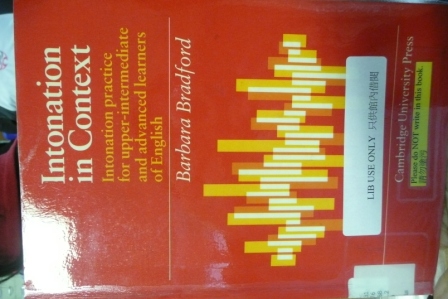 Intonation
in Context
Intonation practice
for upper-intermediate
and advanced learners
of English
Barbara Bradford
LIB USE ONLY 只供館內借閱
Cambridge University Press
Please do NOT write in this book.